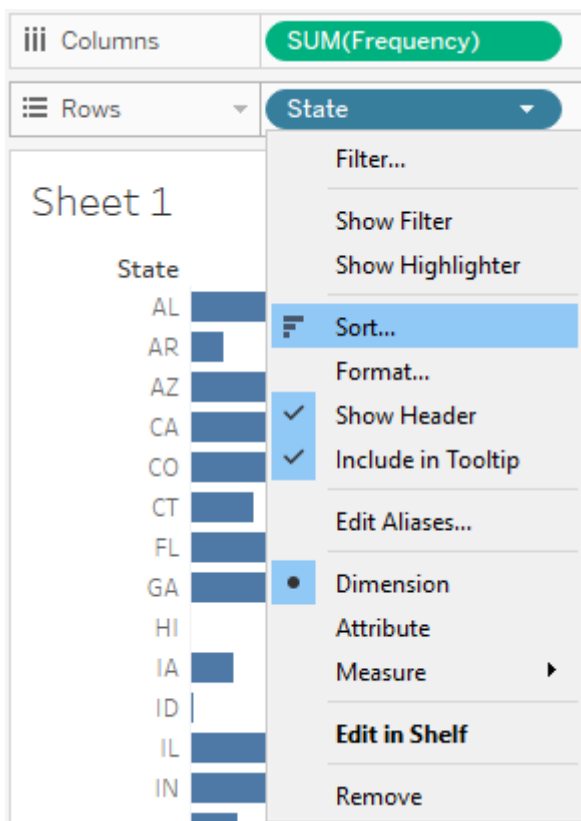 Columns
SUM(Frequency)
Rows
State
Sheet 1
State
AL
AR
AZ
CA
CO
CT
FL
GA
HI
IA
ID
IL
IN
Filter...
Show Filter
Show Highlighter
Sort...
Format...
Show Header
Include in Tooltip
Edit Aliases...
Dimension
Attribute
Measure
Edit in Shelf
Remove